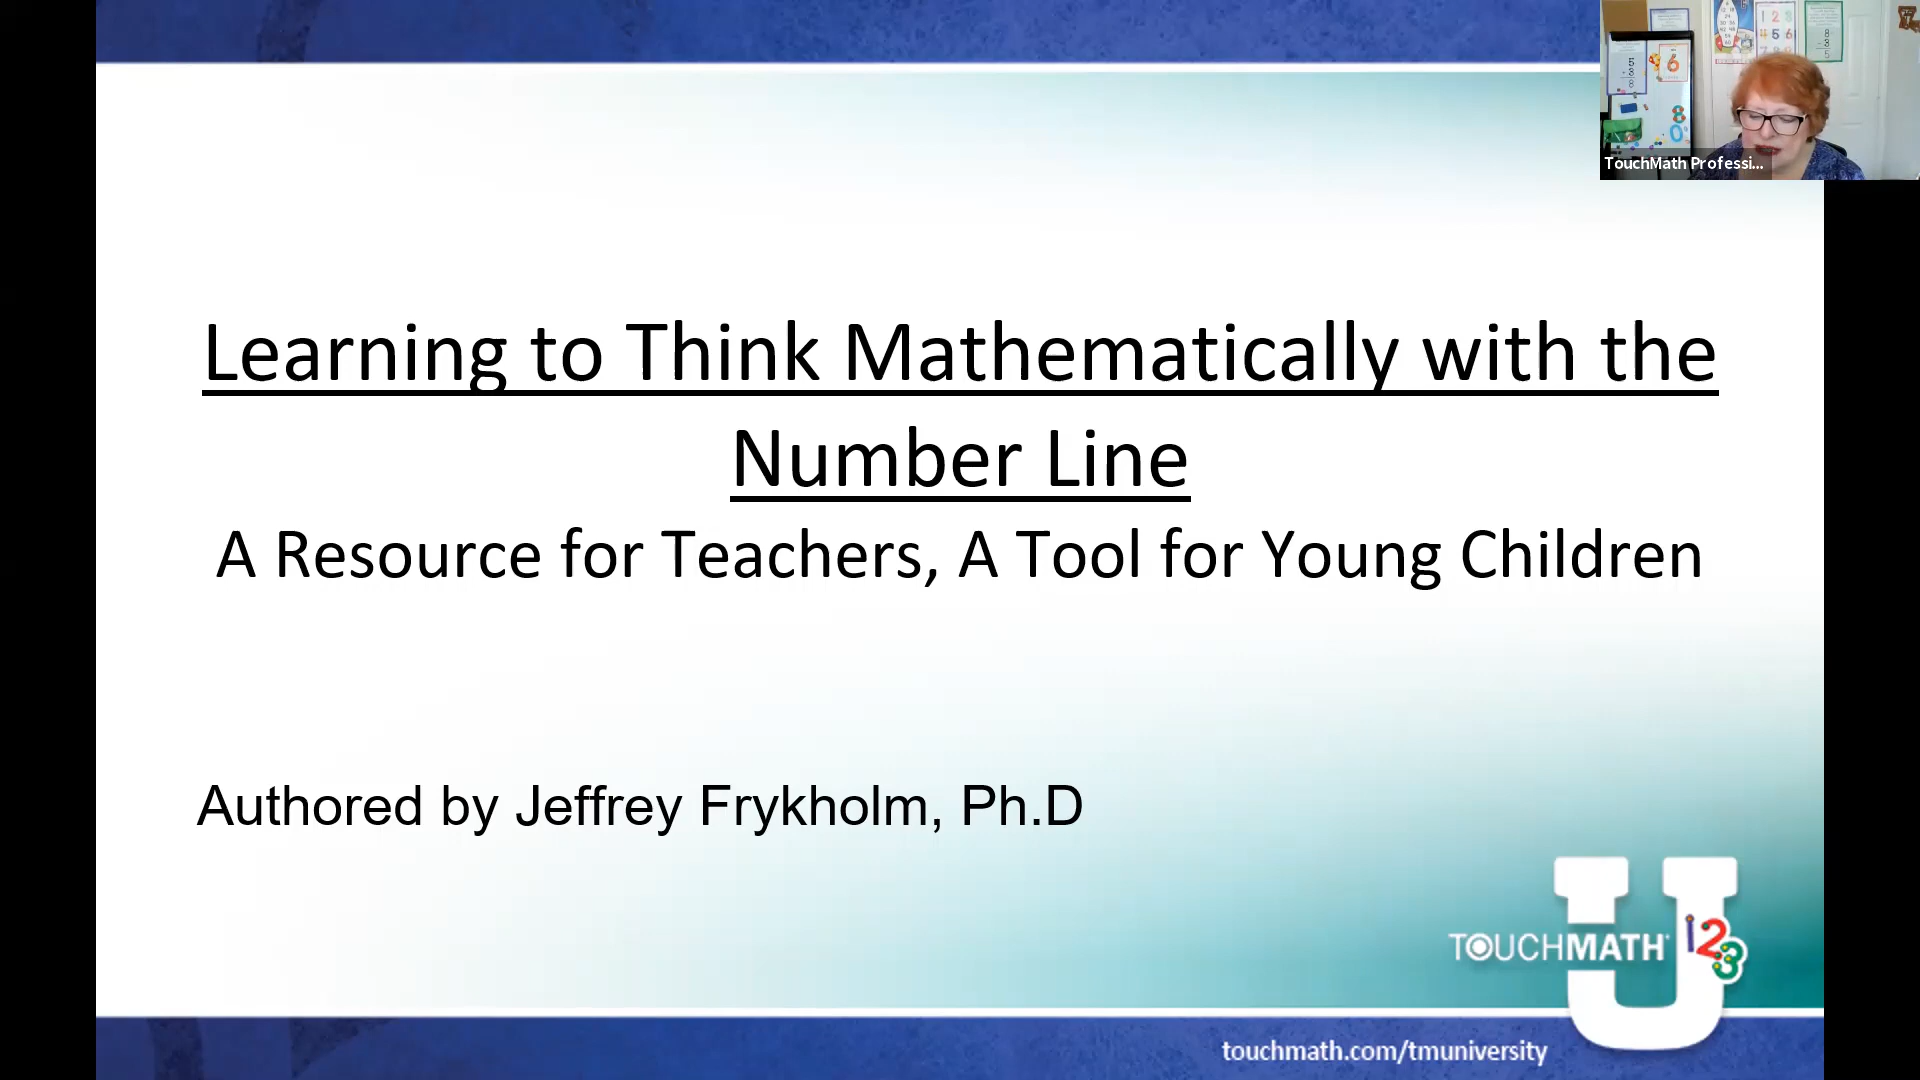 Learning to Think Mathematically with the
Number Line
A Resource for Teachers, A Tool for Young Children
Authored by Jeffrey Frykholm, Ph.D
TOUCHMATH
123
touchmath.com/tmuniversity
TouchMath Professi...